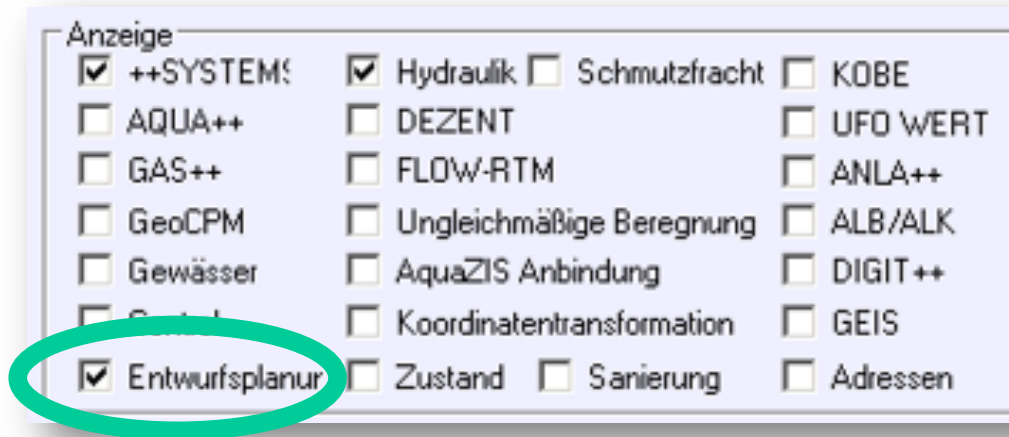 Anzeige
++SYSTEMS Hydraulik Schmutzfracht KOBE
AQUA++ DEZENT UFO WERT
GAS++ FLOW-RTM ANLA++
GeoCPM Ungleichmäßige Beregnung ALB/ALK
Gewässer AquaZIS Anbindung DIGIT++
Koordinatentransformation GEIS
Entwurfsplanur Zustand Sanierung Adressen